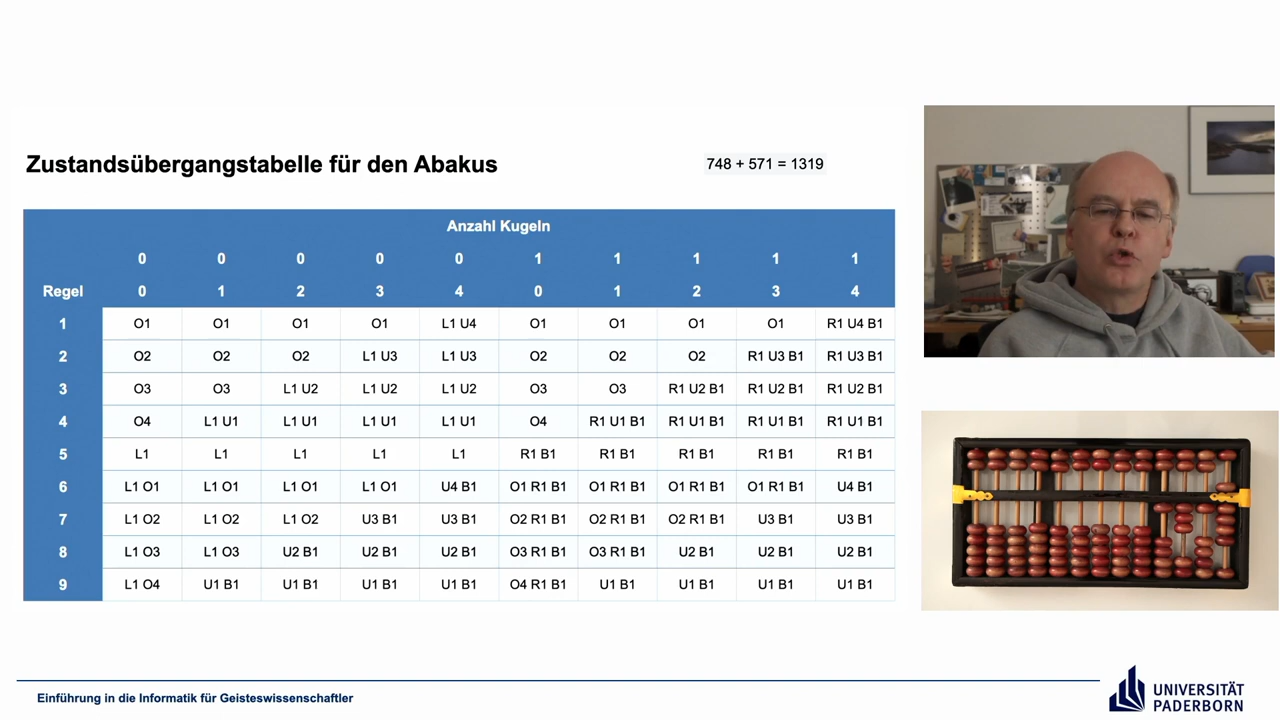 Zustandsübergangstabelle für den Abakus
748 + 571 = 1319
Anzahl Kugeln
0 0 0 0 0 1 1 1 1 1
Regel 0 1 2 3 4 0 1 2 3 4
1 O1 O1 O1 O1 L1 U4 O1 O1 O1 O1 R1 U4 B1
2 O2 O2 O2 L1 U3 L1 U3 O2 O2 O2 R1 U3 B1 R1 U3 B1
3 O3 O3 L1 U2 L1 U2 L1 U2 O3 O3 R1 U2 B1 R1 U2 B1 R1 U2 B1
4 O4 L1 U1 L1 U1 L1 U1 L1 U1 O4 R1 U1 B1 R1 U1 B1 R1 U1 B1 R1 U1 B1
5 L1 L1 L1 L1 L1 R1 B1 R1 B1 R1 B1 R1 B1 R1 B1
6 L1 O1 L1 O1 L1 O1 L1 O1 U4 B1 O1 R1 B1 O1 R1 B1 O1 R1 B1 O1 R1 B1 U4 B1
7 L1 O2 L1 O2 L1 O2 U3 B1 U3 B1 O2 R1 B1 O2 R1 B1 O2 R1 B1 U3 B1 U3 B1
8 L1 O3 L1 O3 U2 B1 U2 B1 U2 B1 O3 R1 B1 O3 R1 B1 U2 B1 U2 B1 U2 B1
9 L1 O4 U1 B1 U1 B1 U1 B1 U1 B1 O4 R1 B1 U1 B1 U1 B1 U1 B1 U1 B1
Einführung in die Informatik für Geisteswissenschaftler
UNIVERSITÄT
PADERBORN